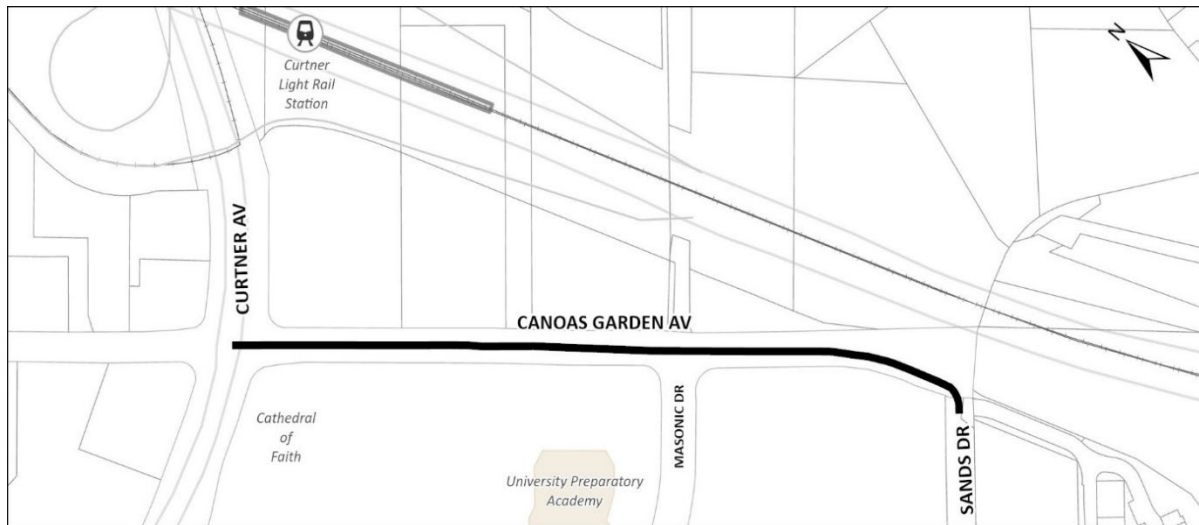 N
Curtner
Light Rail
Station
CURTNER AV
CANOAS GARDEN AV
MASONIC DR
Cathedral
of
Faith
University Preparatory
Academy
SANDS DR